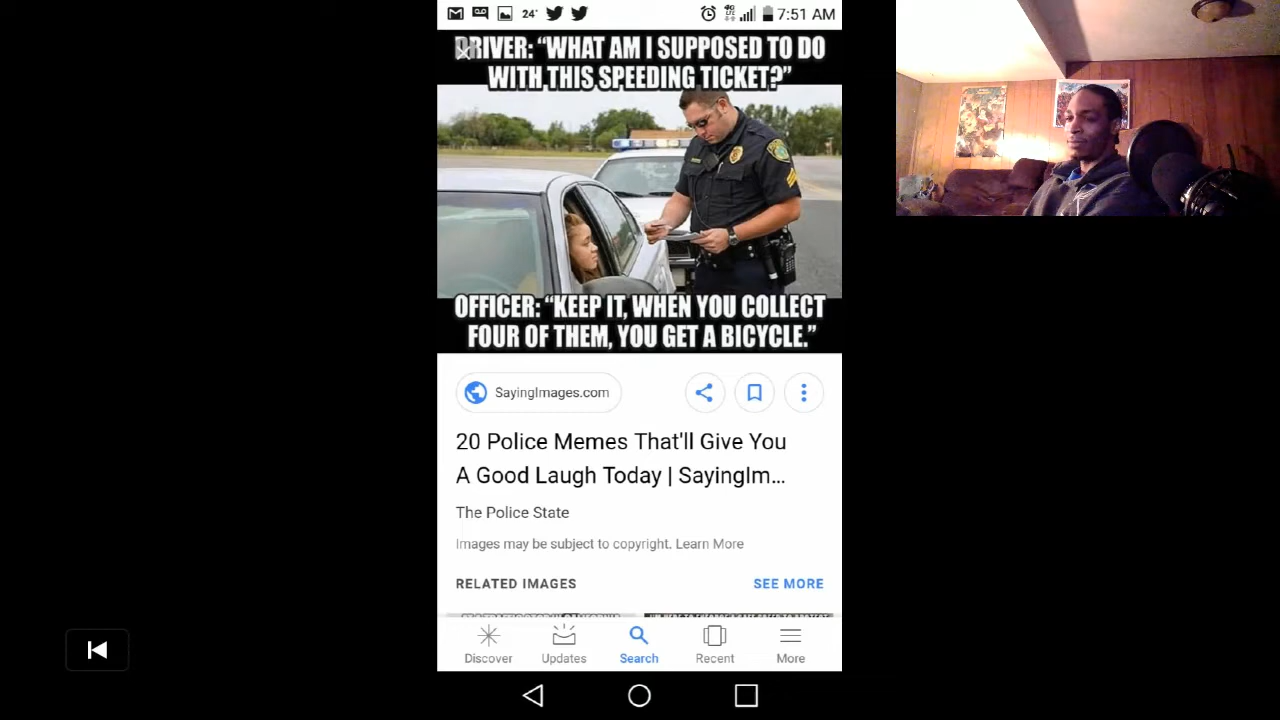 24°
4G LTE
7:51 AM
DRIVER: “WHAT AM I SUPPOSED TO DO
WITH THIS SPEEDING TICKET?”
OFFICER: “KEEP IT, WHEN YOU COLLECT
FOUR OF THEM, YOU GET A BICYCLE.”
SayingImages.com
20 Police Memes That'll Give You
A Good Laugh Today | SayingIm...
The Police State
Images may be subject to copyright. Learn More
RELATED IMAGES
SEE MORE
Discover
Updates
Search
Recent
More